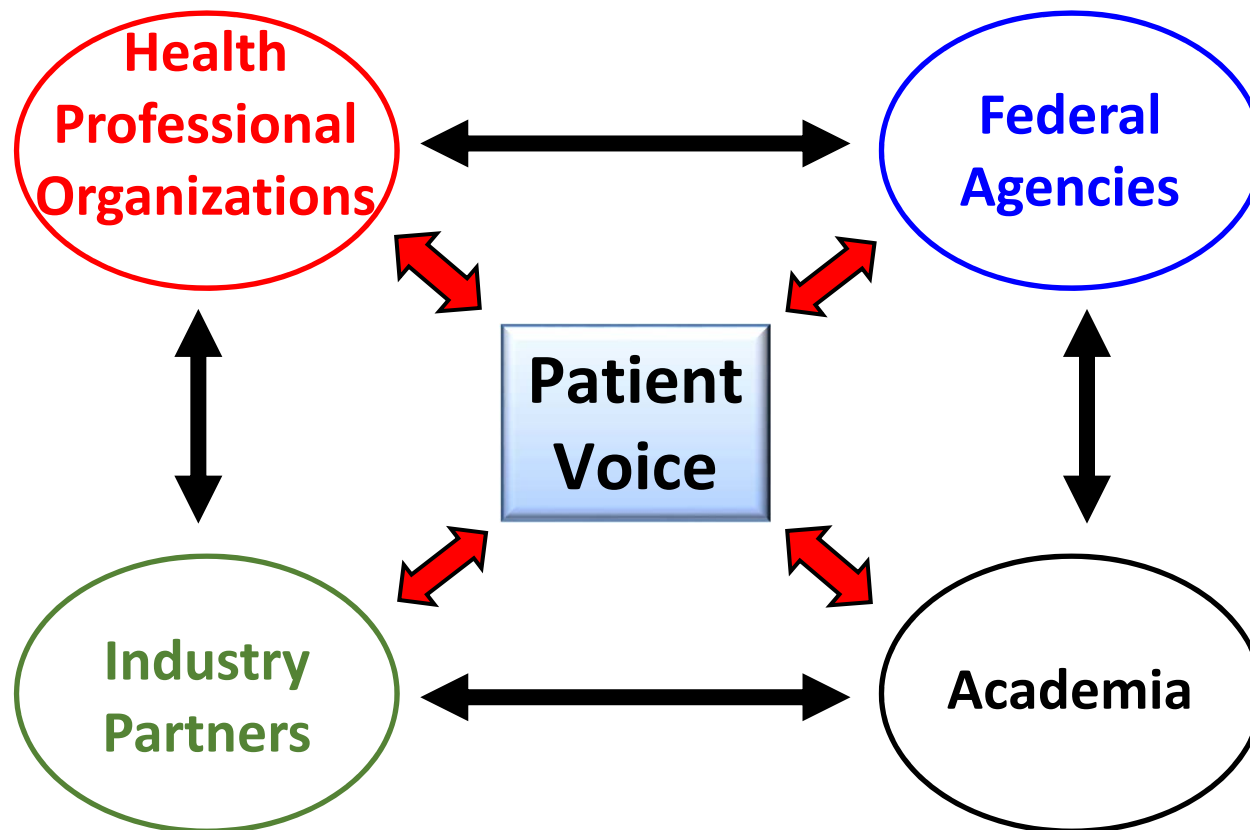 Health
Professional
Organizations
Federal
Agencies
Patient
Voice
Industry
Partners
Academia